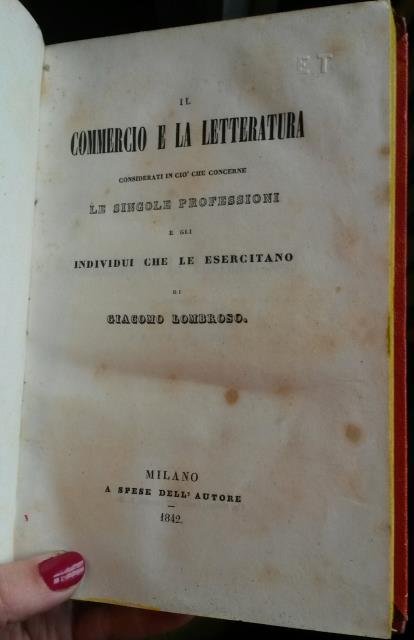 ET
IL
COMMERCIO E LA LETTERATURA
CONSIDERATI IN CIO' CHE CONCERNE
LE SINGOLE PROFESSIONI
E GLI
INDIVIDUI CHE LE ESERCITANO
DI
GIACOMO LOMBROSO.
MILANO
A SPESE DELL' AUTORE
—
1842.